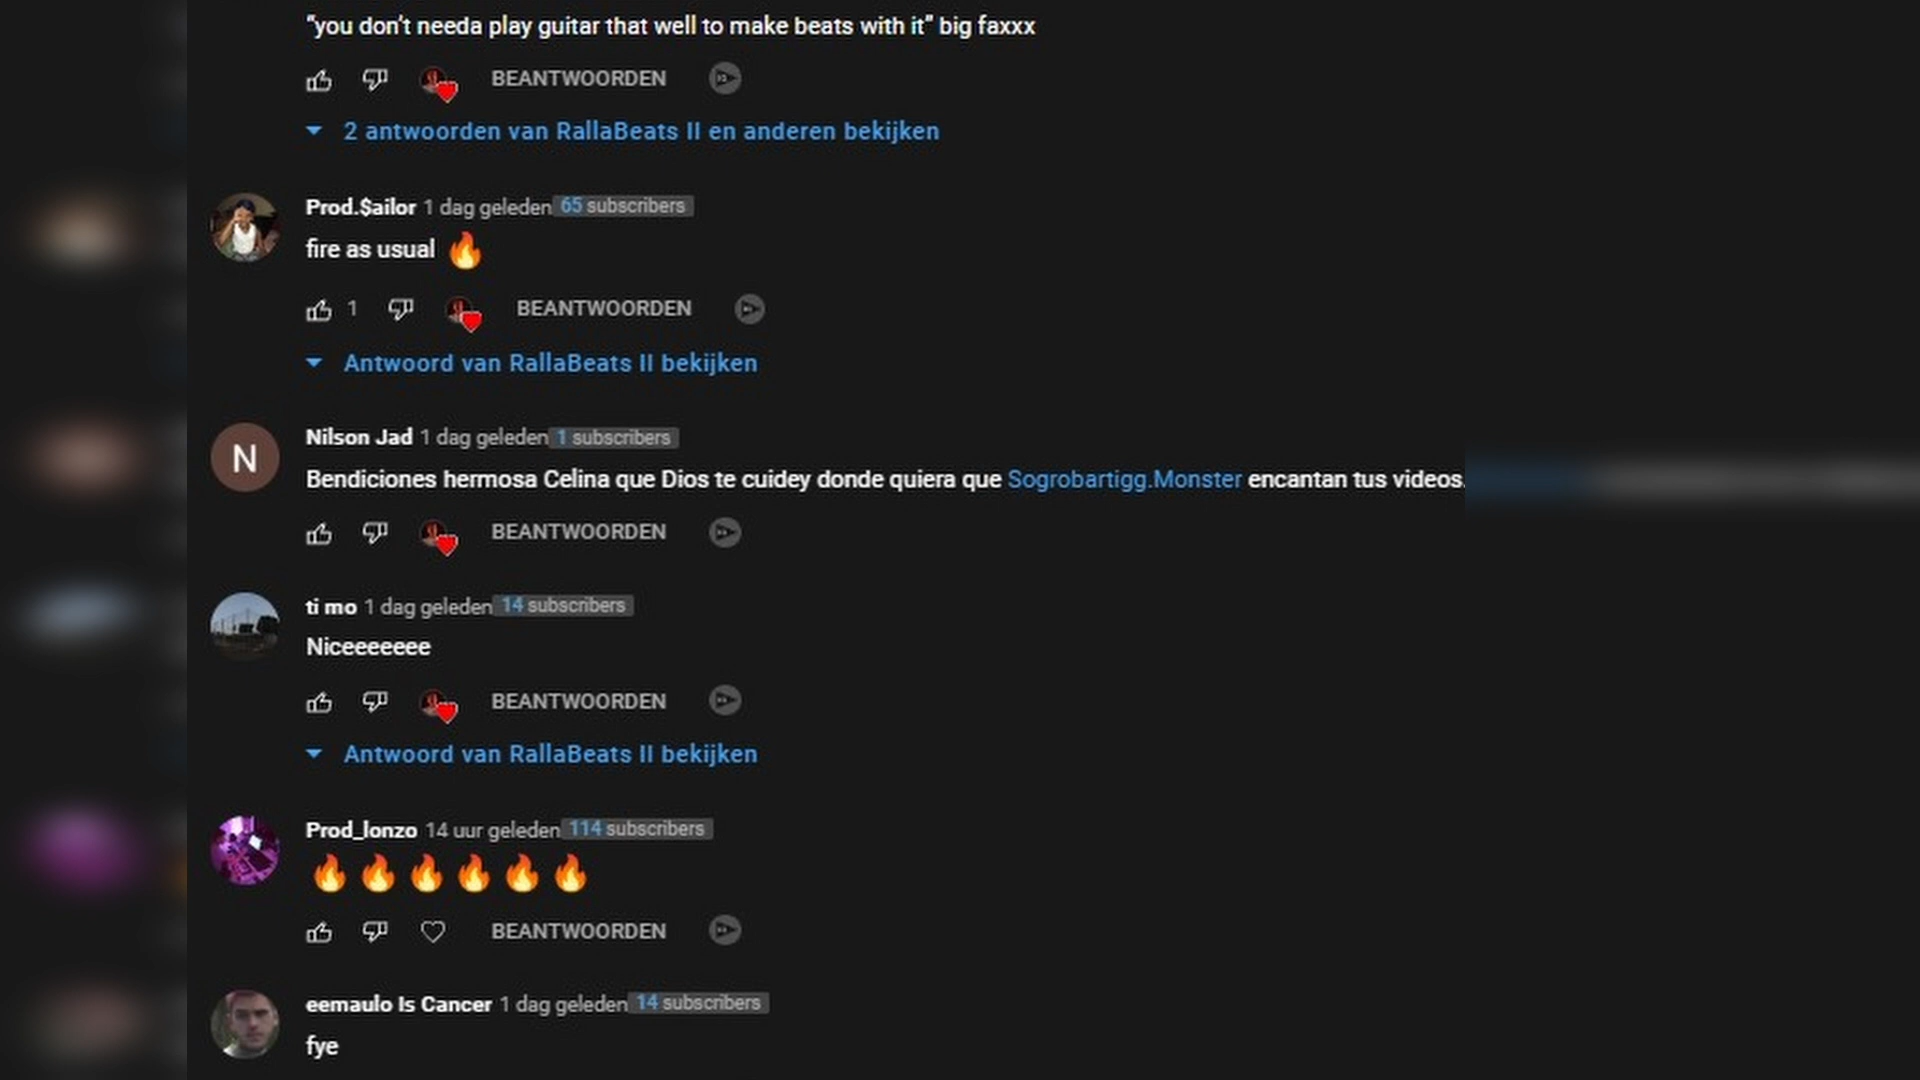 “you don’t needa play guitar that well to make beats with it” big faxxx
BEANTWOORDEN
2 antwoorden van RallaBeats II en anderen bekijken
Prod.$ailor 1 dag geleden 65 subscribers
fire as usual 🔥
1 BEANTWOORDEN
Antwoord van RallaBeats II bekijken
N
Nilson Jad 1 dag geleden 1 subscribers
Bendiciones hermosa Celina que Dios te cuidey donde quiera que Sogrobartigg.Monster encantan tus videos.
BEANTWOORDEN
ti mo 1 dag geleden 14 subscribers
Niceeeeeee
BEANTWOORDEN
Antwoord van RallaBeats II bekijken
Prod_lonzo 14 uur geleden 114 subscribers
🔥🔥🔥🔥🔥🔥
BEANTWOORDEN
eemaulo Is Cancer 1 dag geleden 14 subscribers
fye